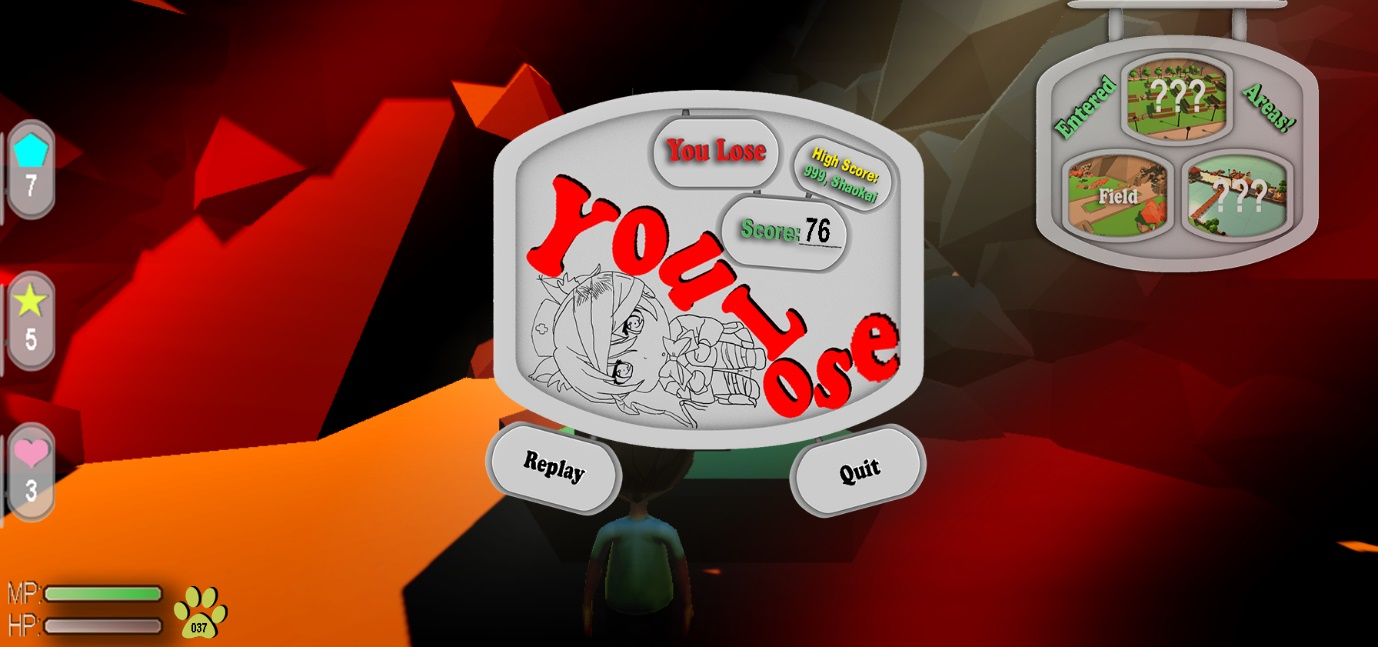 7
5
3
MP:
HP:
037
You Lose
High Score:
999, Shaokai
Score: 76
You Lose
Replay
Quit
Entered Areas!
???
Field
???